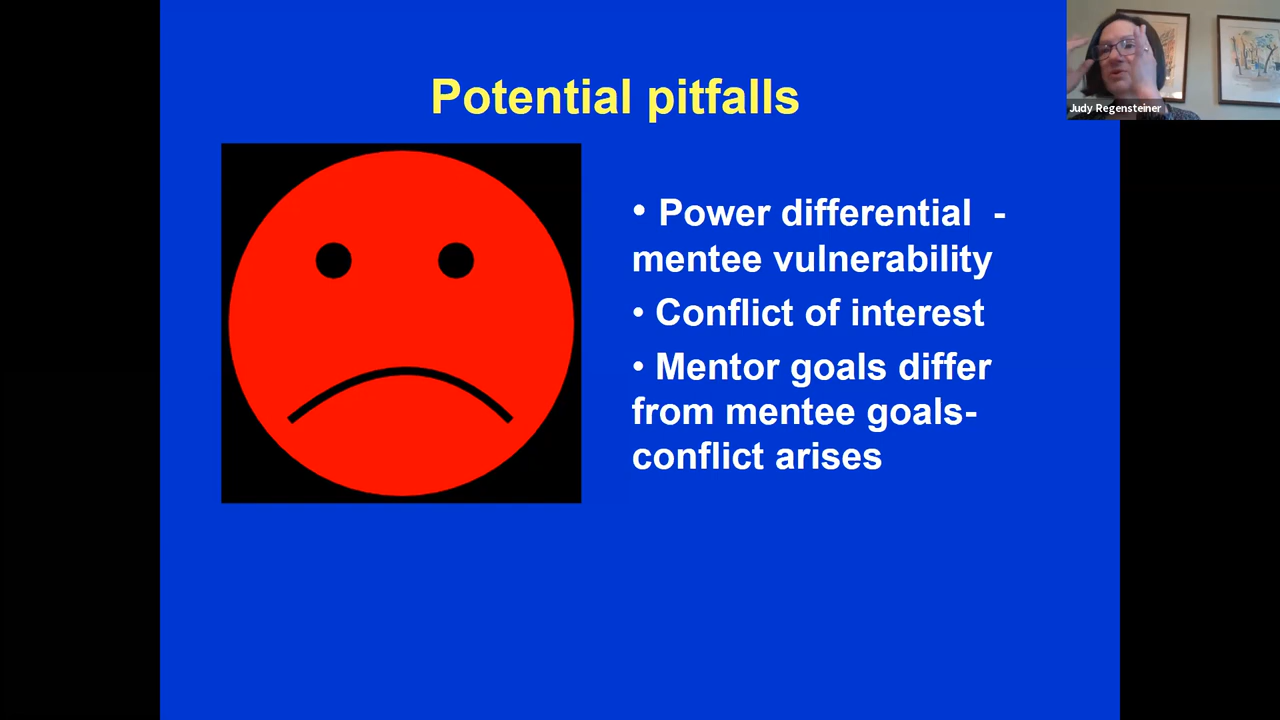 Potential pitfalls
Judy Regensteiner
• Power differential -
mentee vulnerability
• Conflict of interest
• Mentor goals differ
from mentee goals-
conflict arises